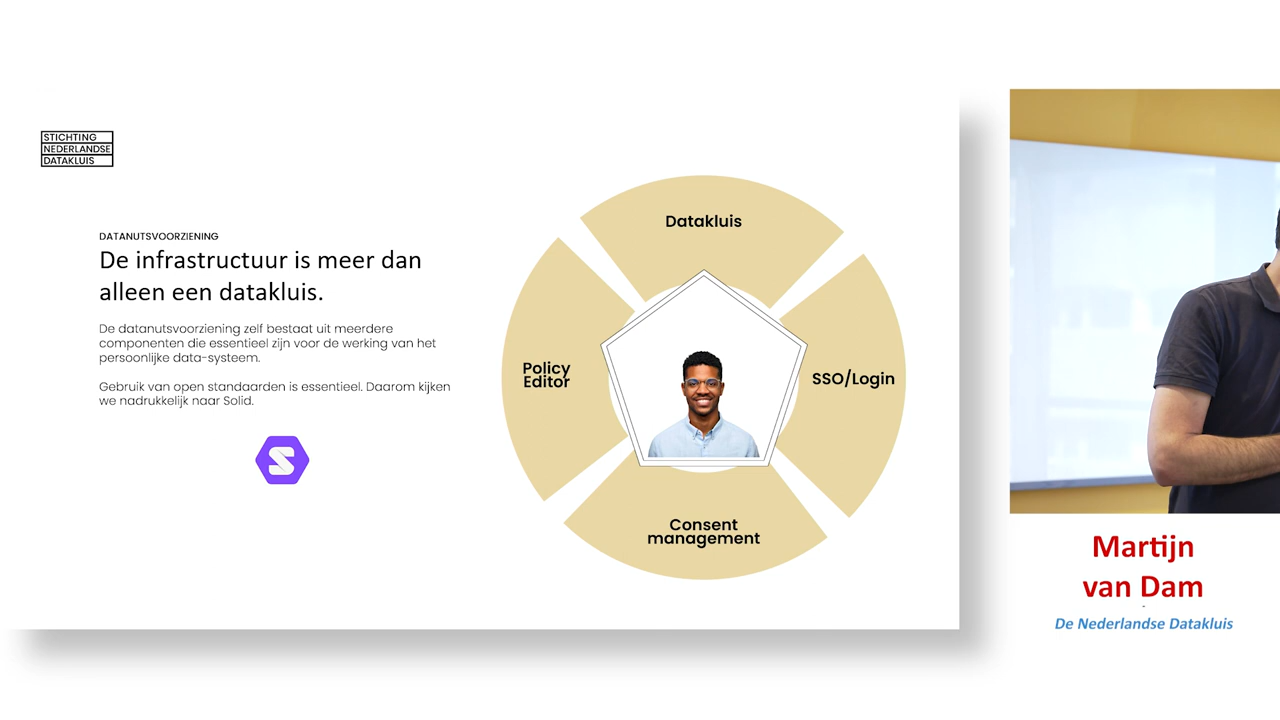 STICHTING
NEDERLANDSE
DATAKLUIS
DATANUTSVOORZIENING
De infrastructuur is meer dan
alleen een datakluis.
De datanutsvoorziening zelf bestaat uit meerdere
componenten die essentieel zijn voor de werking van het
persoonlijke data-systeem.
Gebruik van open standaarden is essentieel. Daarom kijken
we nadrukkelijk naar Solid.
S
Datakluis
Policy
Editor
SSO/Login
Consent
management
Martijn
van Dam
De Nederlandse Datakluis